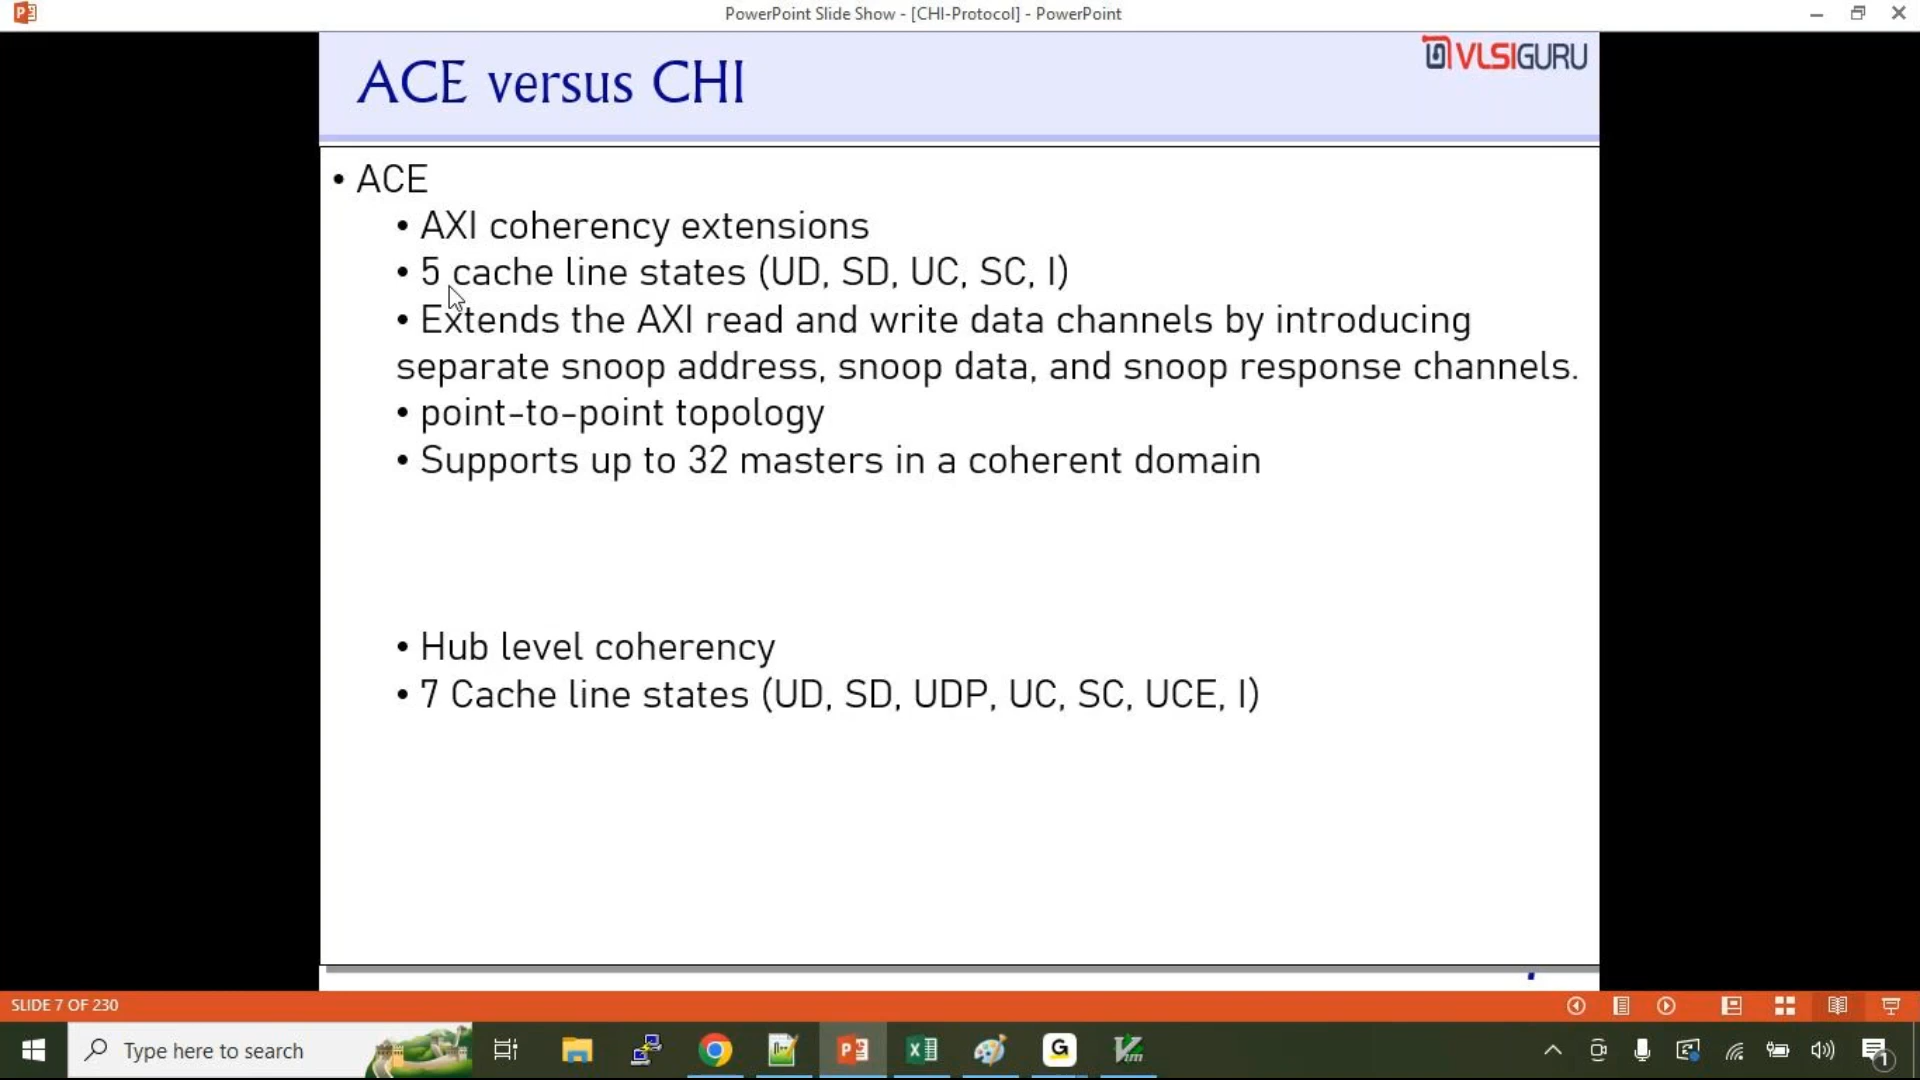 PowerPoint Slide Show - [CHI-Protocol] - PowerPoint
VLSIGURU
ACE versus CHI
• ACE
• AXI coherency extensions
• 5 cache line states (UD, SD, UC, SC, I)
• Extends the AXI read and write data channels by introducing
separate snoop address, snoop data, and snoop response channels.
• point-to-point topology
• Supports up to 32 masters in a coherent domain
• Hub level coherency
• 7 Cache line states (UD, SD, UDP, UC, SC, UCE, I)
SLIDE 7 OF 230
Type here to search